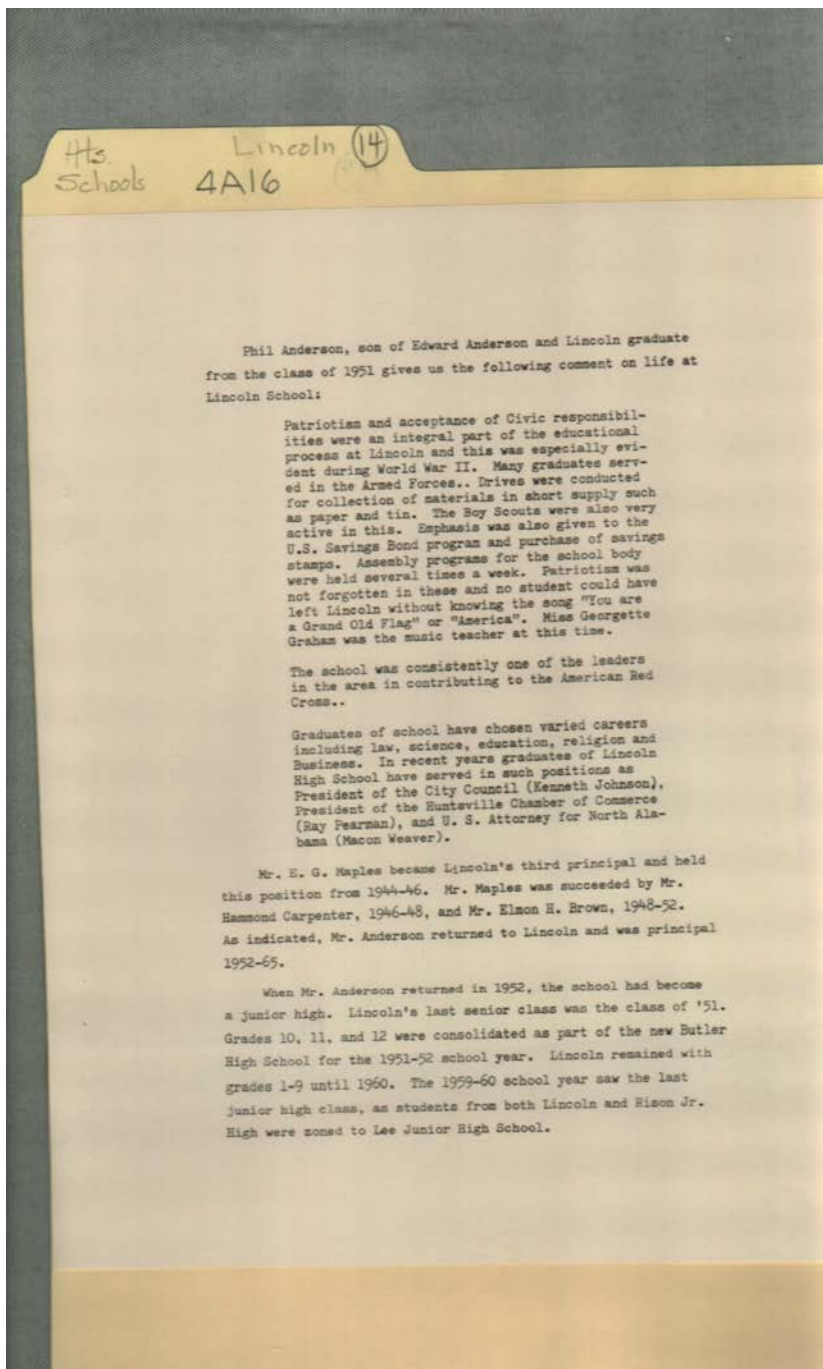 Hts. Lincoln 14
Schools 4A16
Phil Anderson, son of Edward Anderson and Lincoln graduate
from the class of 1951 gives us the following comment on life at
Lincoln School:
Patriotism and acceptance of Civic responsibil-
ities were an integral part of the educational
process at Lincoln and this was especially evi-
dent during World War II. Many graduates serv-
ed in the Armed Forces.. Drives were conducted
for collection of materials in short supply such
as paper and tin. The Boy Scouts were also very
active in this. Emphasis was also given to the
U.S. Savings Bond program and purchase of savings
stamps. Assembly programs for the school body
were held several times a week. Patriotism was
not forgotten in these and no student could have
left Lincoln without knowing the song "You are
a Grand Old Flag" or "America". Miss Georgette
Graham was the music teacher at this time.
The school was consistently one of the leaders
in the area in contributing to the American Red
Cross..
Graduates of school have chosen varied careers
including law, science, education, religion and
Business. In recent years graduates of Lincoln
High School have served in such positions as
President of the City Council (Kenneth Johnson),
President of the Huntsville Chamber of Commerce
(Ray Pearman), and U. S. Attorney for North Ala-
bama (Macon Weaver).
Mr. E. G. Maples became Lincoln's third principal and held
this position from 1944-46. Mr. Maples was succeeded by Mr.
Hammond Carpenter, 1946-48, and Mr. Elmon H. Brown, 1948-52.
As indicated, Mr. Anderson returned to Lincoln and was principal
1952-65.
When Mr. Anderson returned in 1952, the school had become
a junior high. Lincoln's last senior class was the class of '51.
Grades 10, 11, and 12 were consolidated as part of the new Butler
High School for the 1951-52 school year. Lincoln remained with
grades 1-9 until 1960. The 1959-60 school year saw the last
junior high class, as students from both Lincoln and Rison Jr.
High were zoned to Lee Junior High School.